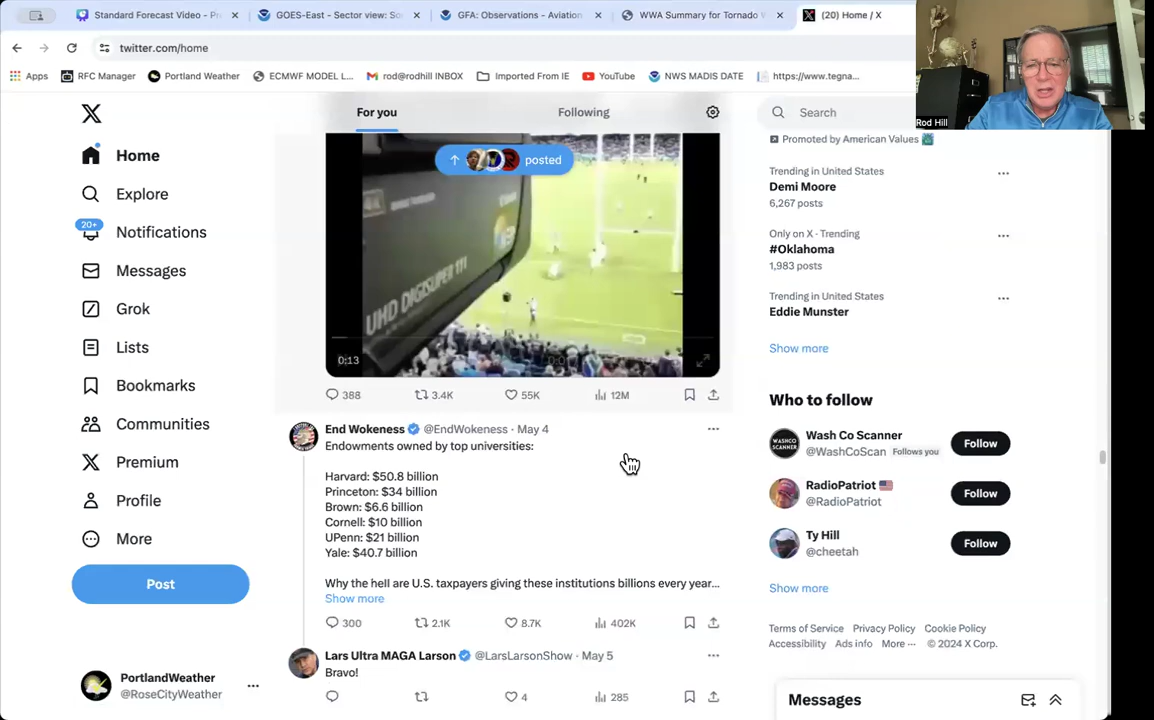 Standard Forecast Video - Pr
GOES-East - Sector view: So
GFA: Observations - Aviation
WWA Summary for Tornado W
(20) Home / X
twitter.com/home
Apps
RFC Manager
Portland Weather
ECMWF MODEL L...
rod@rodhill INBOX
Imported From IE
YouTube
NWS MADIS DATE
https://www.tegna...
Rod Hill
Home
Explore
20+
Notifications
Messages
Grok
Lists
Bookmarks
Communities
Premium
Profile
More
Post
PortlandWeather
@RoseCityWeather
For you
Following
posted
UHD DIGISUPER 111
0:13
388
3.4K
55K
12M
End Wokeness @EndWokeness · May 4
Endowments owned by top universities:
Harvard: $50.8 billion
Princeton: $34 billion
Brown: $6.6 billion
Cornell: $10 billion
UPenn: $21 billion
Yale: $40.7 billion
Why the hell are U.S. taxpayers giving these institutions billions every year...
Show more
300
2.1K
8.7K
402K
Lars Ultra MAGA Larson @LarsLarsonShow · May 5
Bravo!
4
285
Search
Promoted by American Values
Trending in United States
Demi Moore
6,267 posts
Only on X · Trending
#Oklahoma
1,983 posts
Trending in United States
Eddie Munster
Show more
Who to follow
Wash Co Scanner
@WashCoScan Follows you
Follow
RadioPatriot
@RadioPatriot
Follow
Ty Hill
@cheetah
Follow
Show more
Terms of Service Privacy Policy Cookie Policy
Accessibility Ads info More ··· © 2024 X Corp.
Messages